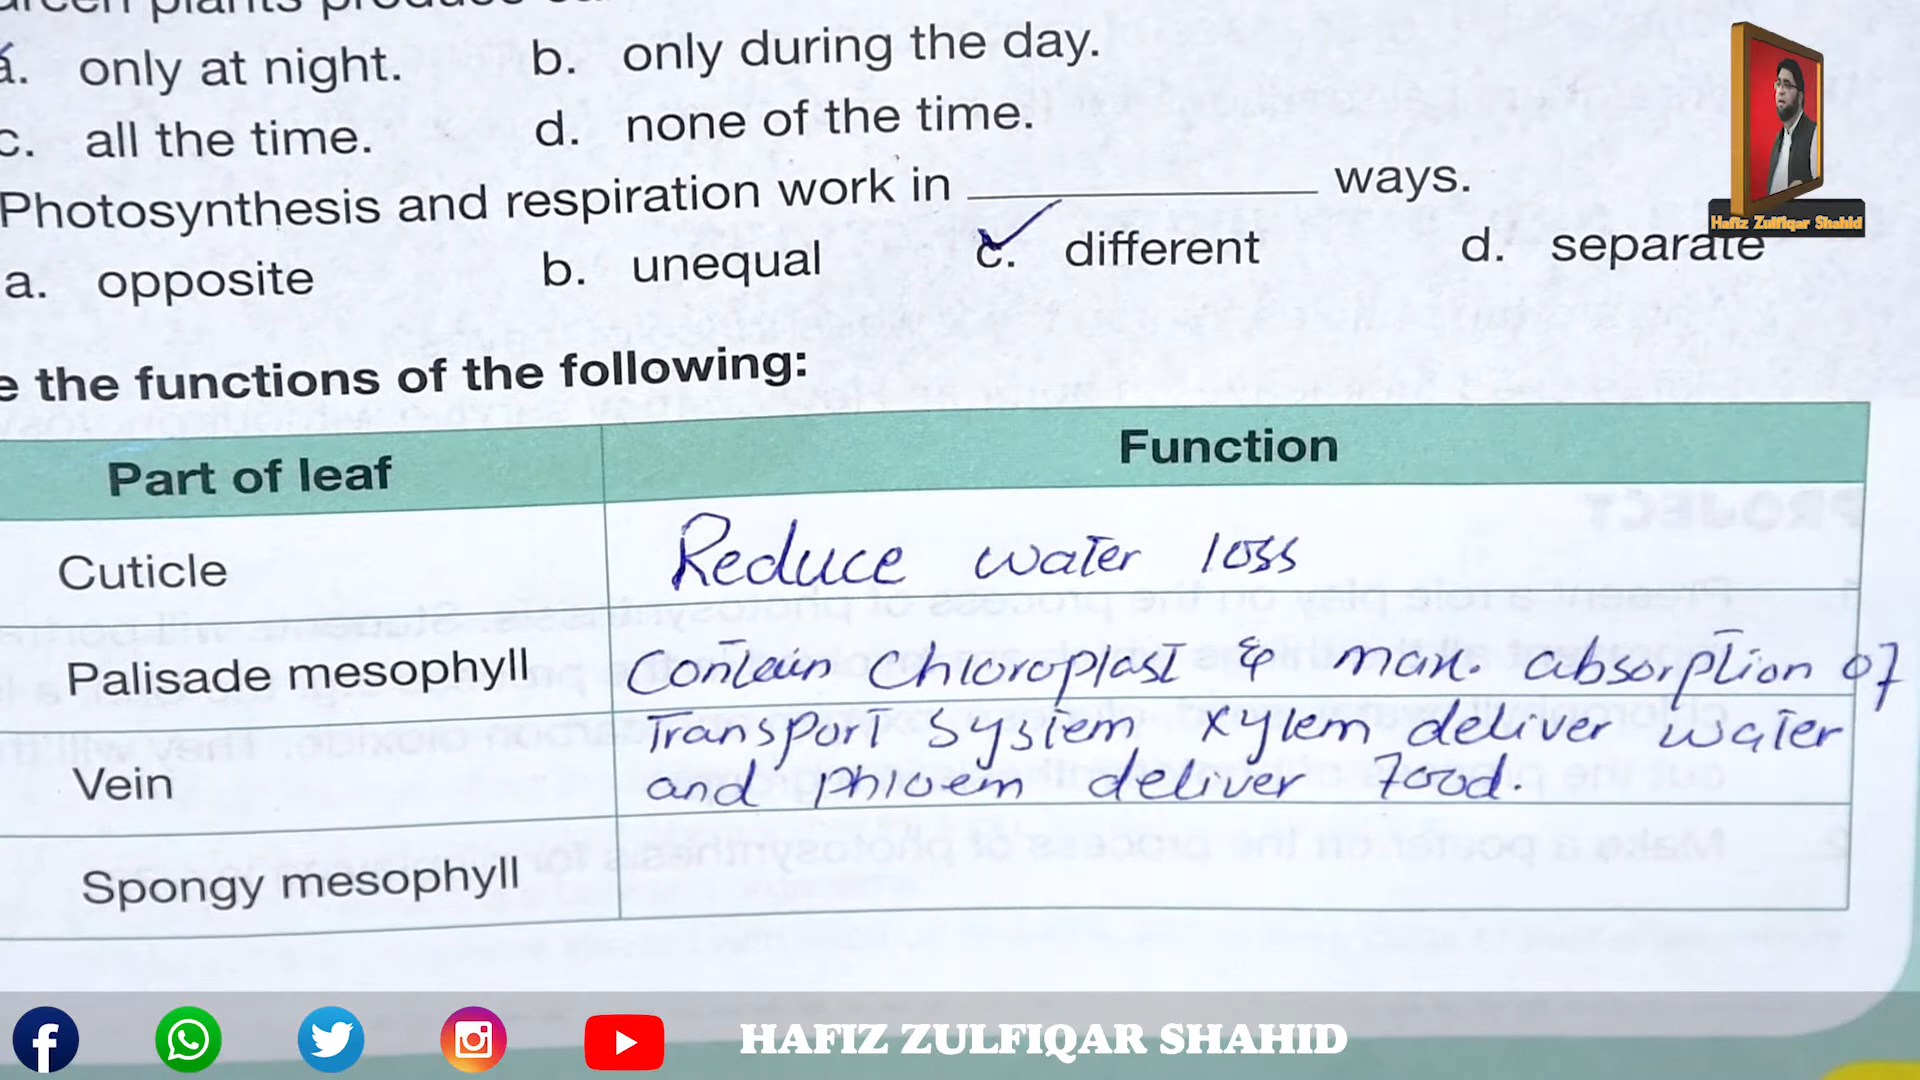 a. only at night. b. only during the day.
c. all the time. d. none of the time.
Photosynthesis and respiration work in ____________ ways.
a. opposite b. unequal c. different d. separate
Hafiz Zulfiqar Shahid
the functions of the following:
Part of leaf Function
Cuticle Reduce water loss
Palisade mesophyll Contain Chloroplast & max. absorption of
Vein Transport system xylem deliver water
and phloem deliver food.
Spongy mesophyll
HAFIZ ZULFIQAR SHAHID